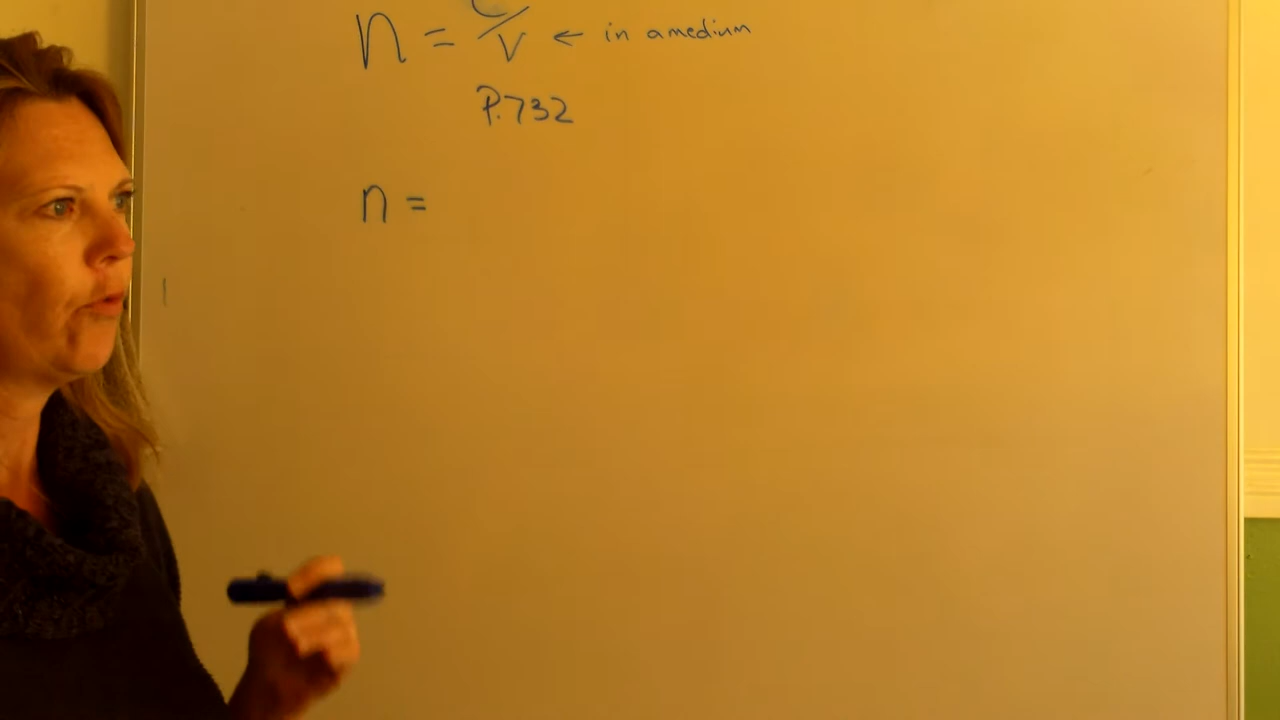 n = c/v ← in a medium
P.732
n =